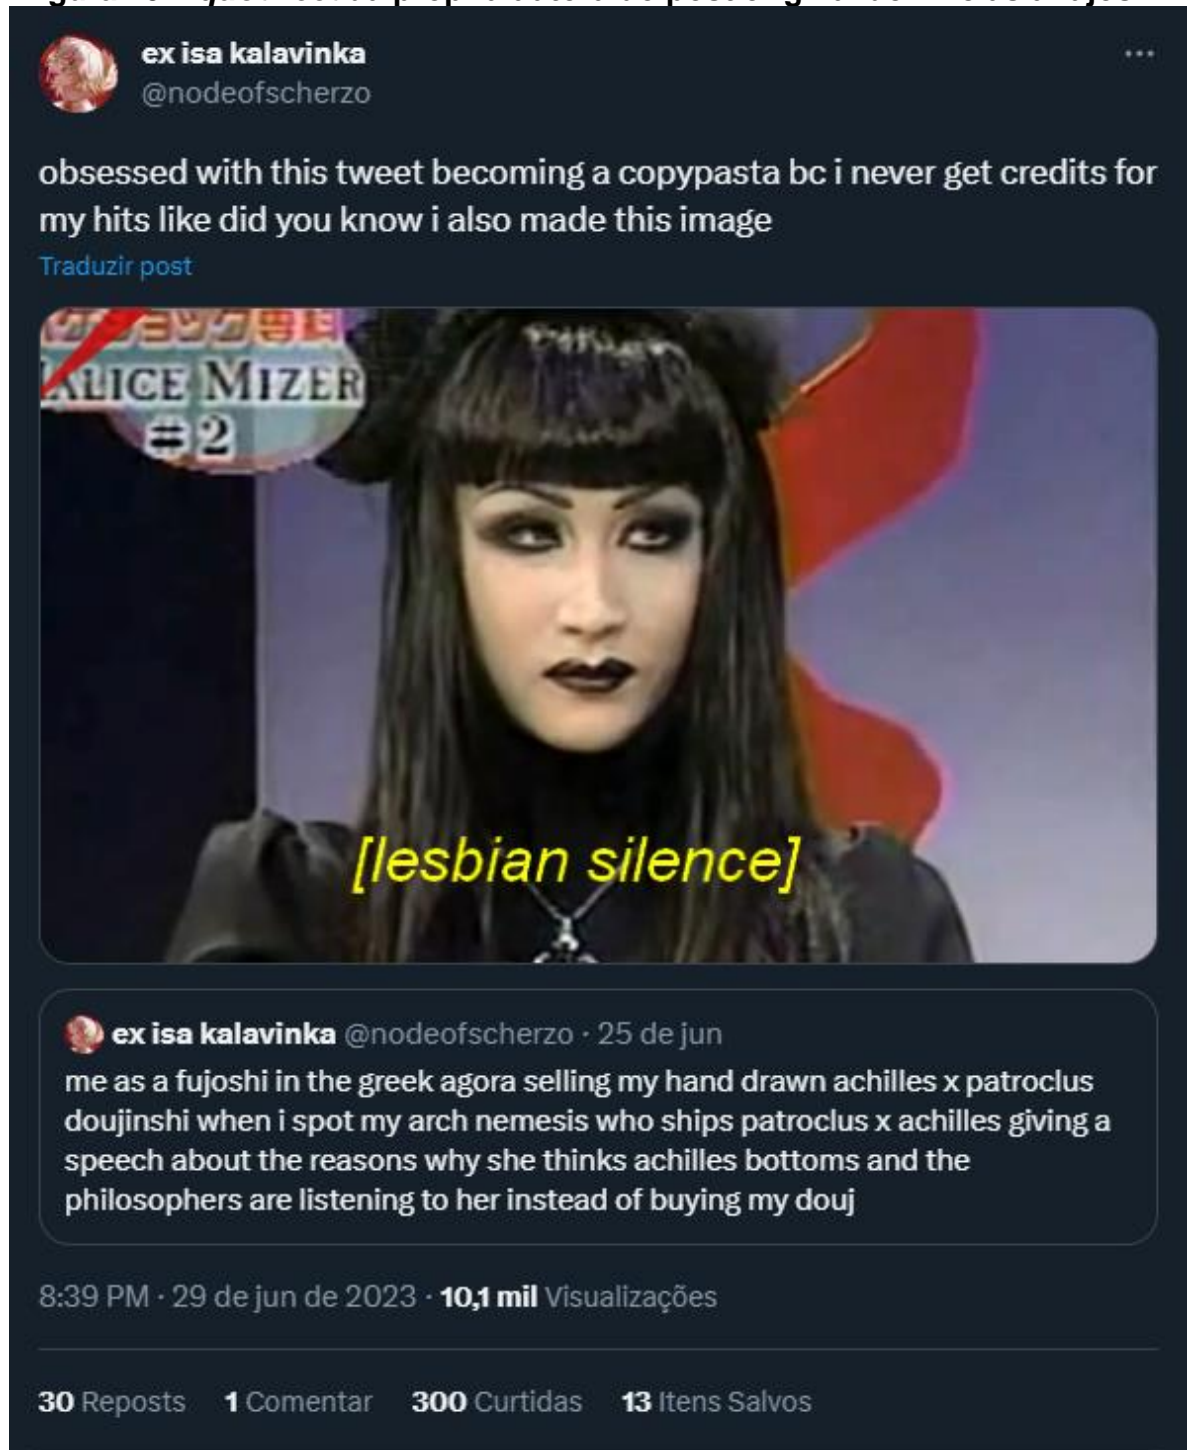 ex isa kalavinka
@nodeofscherzo
obsessed with this tweet becoming a copypasta bc i never get credits for
my hits like did you know i also made this image
Traduzir post
ALICE MIZER
#2
[lesbian silence]
ex isa kalavinka @nodeofscherzo · 25 de jun
me as a fujoshi in the greek agora selling my hand drawn achilles x patroclus
doujinshi when i spot my arch nemesis who ships patroclus x achilles giving a
speech about the reasons why she thinks achilles bottoms and the
philosophers are listening to her instead of buying my douj
8:39 PM · 29 de jun de 2023 · 10,1 mil Visualizações
30 Reposts 1 Comentar 300 Curtidas 13 Itens Salvos